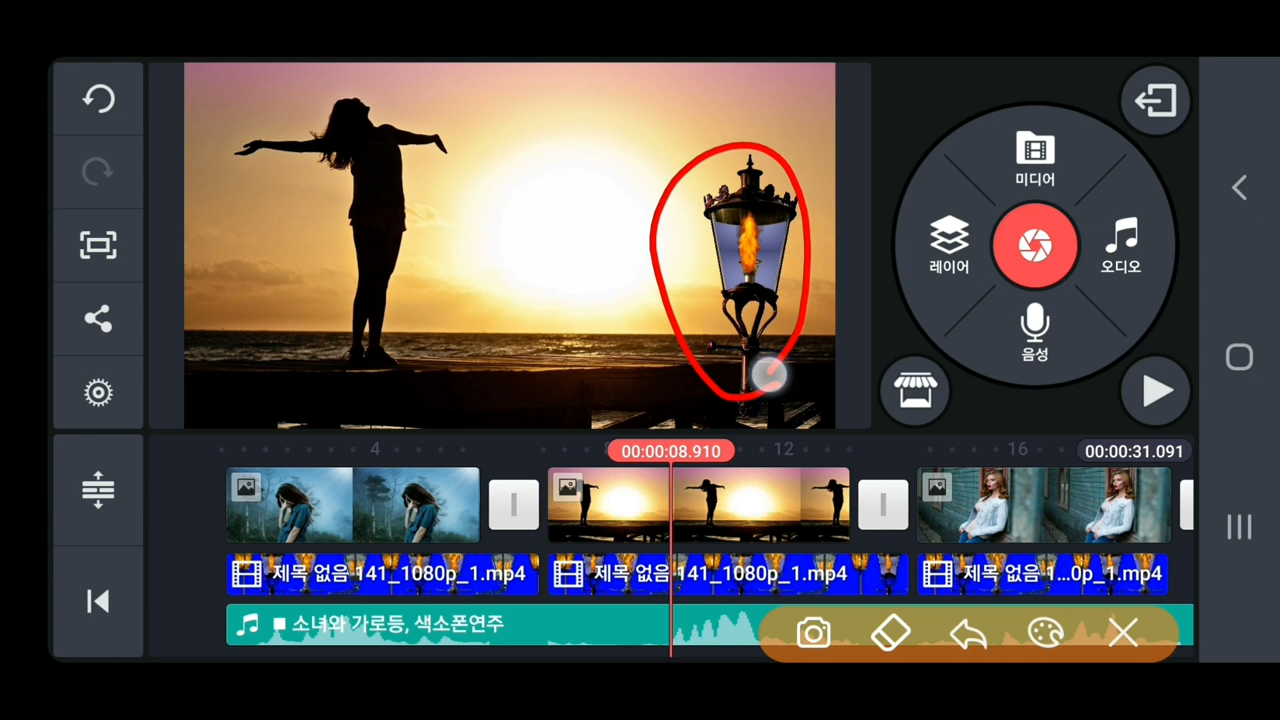 미디어
레이어
오디오
음성
4
00:00:08.910
12
16
00:00:31.091
제목 없음 141_1080p_1.mp4
제목 없음 141_1080p_1.mp4
제목 없음 1...0p_1.mp4
■ 소녀와 가로등, 색소폰연주